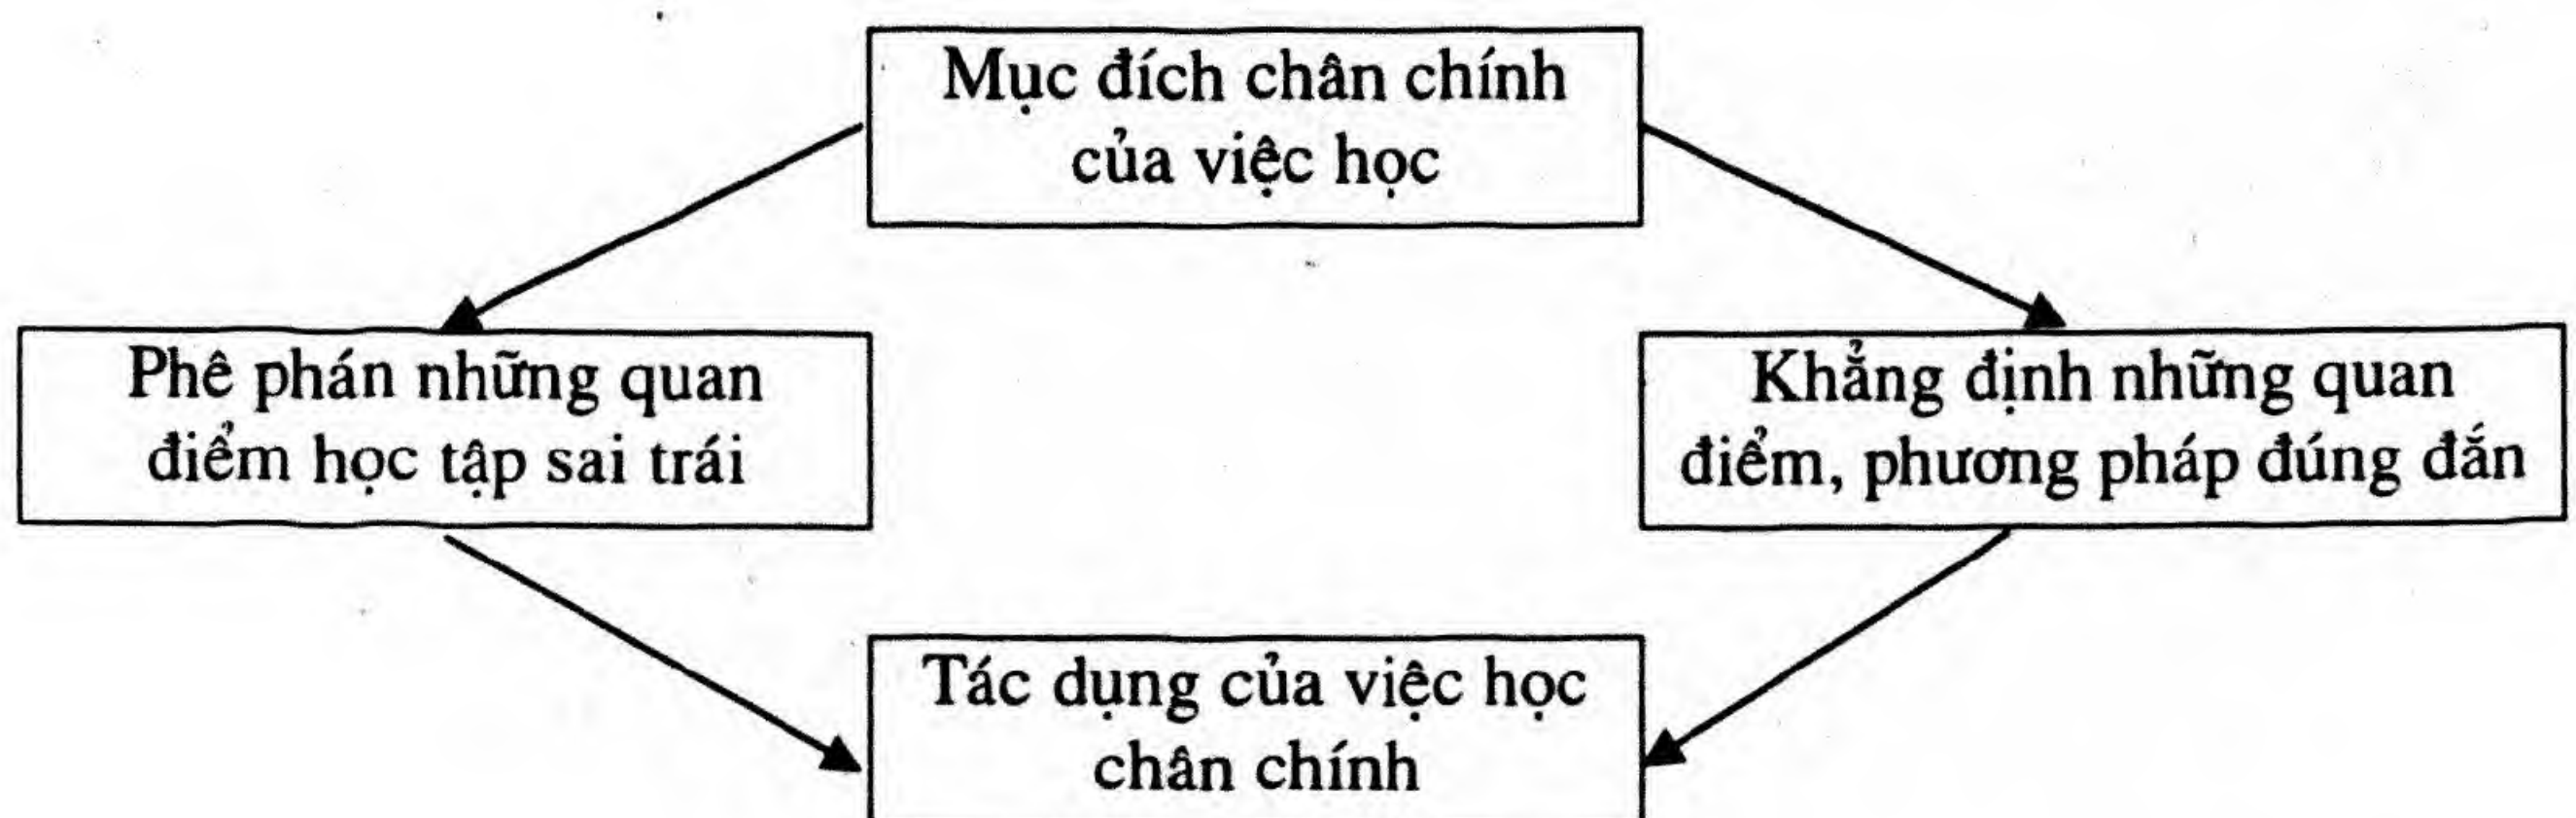 Mục đích chân chính
của việc học
Phê phán những quan
điểm học tập sai trái
Khẳng định những quan
điểm, phương pháp đúng đắn
Tác dụng của việc học
chân chính